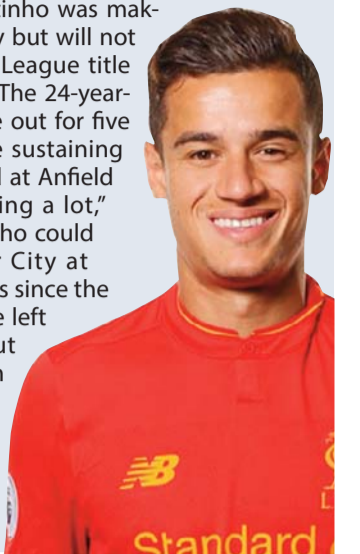 tinho was mak-
y but will not
League title
The 24-year-
e out for five
e sustaining
l at Anfield
ing a lot,"
ho could
r City at
s since the
e left
ut
n
NB
L
Standard